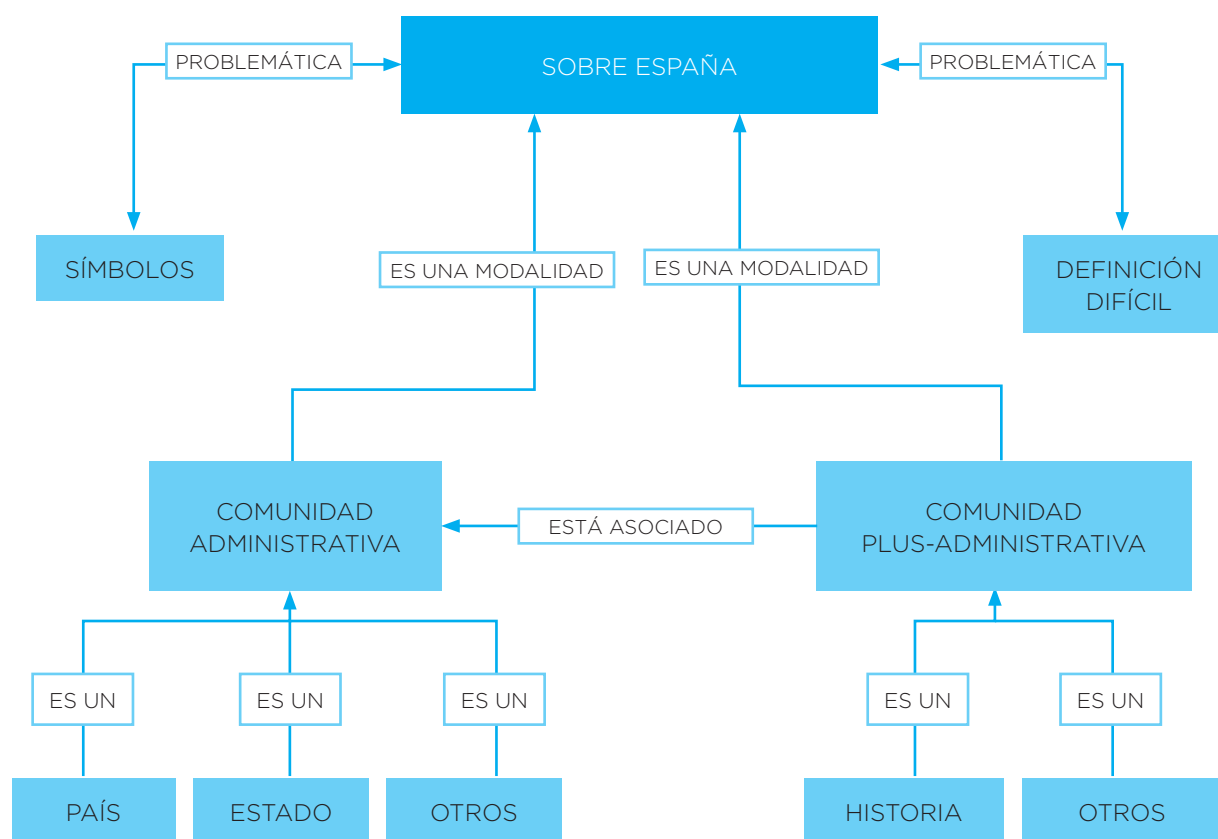 PROBLEMÁTICA
SOBRE ESPAÑA
PROBLEMÁTICA
SÍMBOLOS
ES UNA MODALIDAD
ES UNA MODALIDAD
DEFINICIÓN
DIFÍCIL
COMUNIDAD
ADMINISTRATIVA
ESTÁ ASOCIADO
COMUNIDAD
PLUS-ADMINISTRATIVA
ES UN
ES UN
ES UN
ES UN
ES UN
PAÍS
ESTADO
OTROS
HISTORIA
OTROS